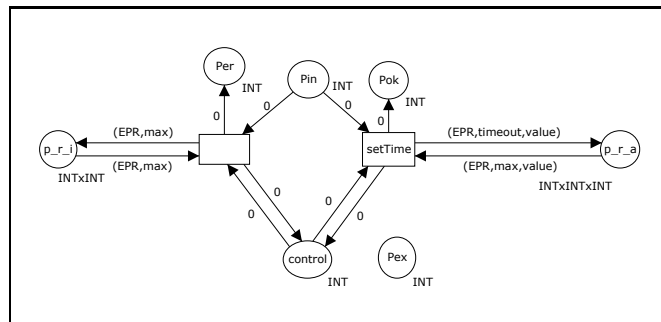 Per
INT
Pin
INT
Pok
INT
0
0
0
0
(EPR,max)
(EPR,timeout,value)
p_r_i
setTime
p_r_a
(EPR,max)
(EPR,max,value)
INTxINT
INTxINTxINT
0
0
0
0
control
INT
Pex
INT